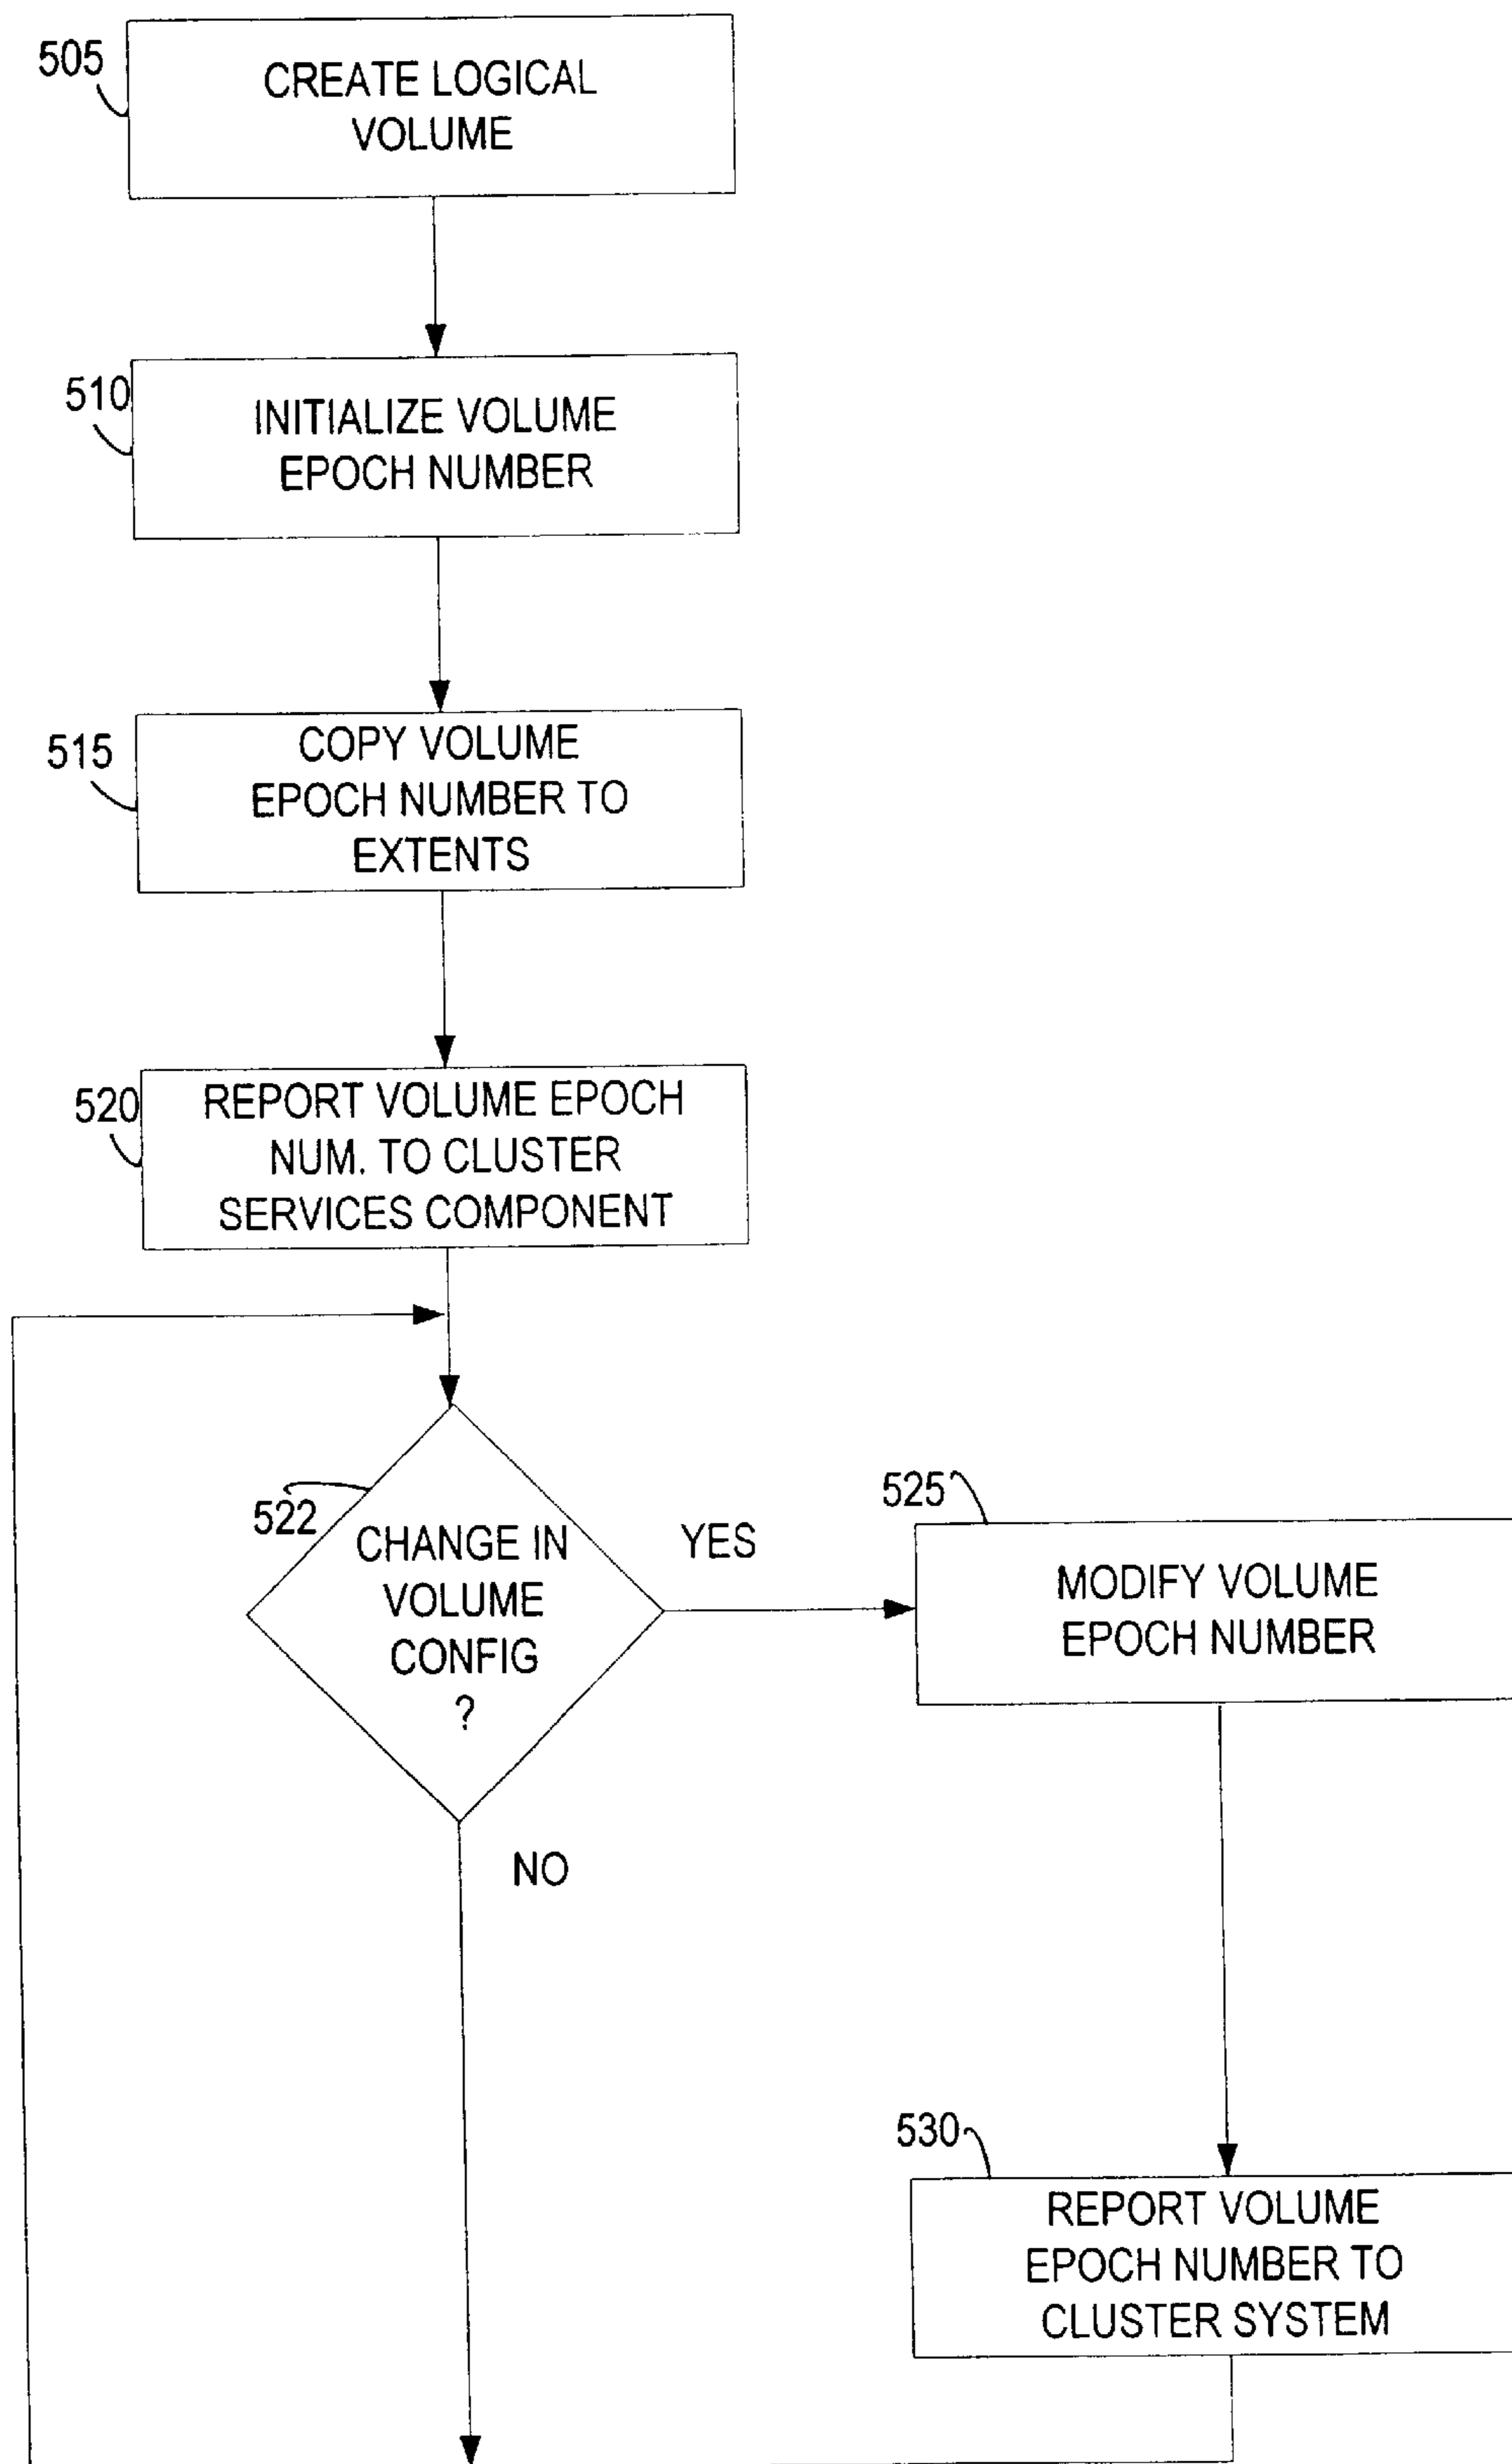 505
CREATE LOGICAL
VOLUME
510
INITIALIZE VOLUME
EPOCH NUMBER
515
COPY VOLUME
EPOCH NUMBER TO
EXTENTS
520
REPORT VOLUME EPOCH
NUM. TO CLUSTER
SERVICES COMPONENT
522
CHANGE IN
VOLUME
CONFIG
?
YES
NO
525
MODIFY VOLUME
EPOCH NUMBER
530
REPORT VOLUME
EPOCH NUMBER TO
CLUSTER SYSTEM